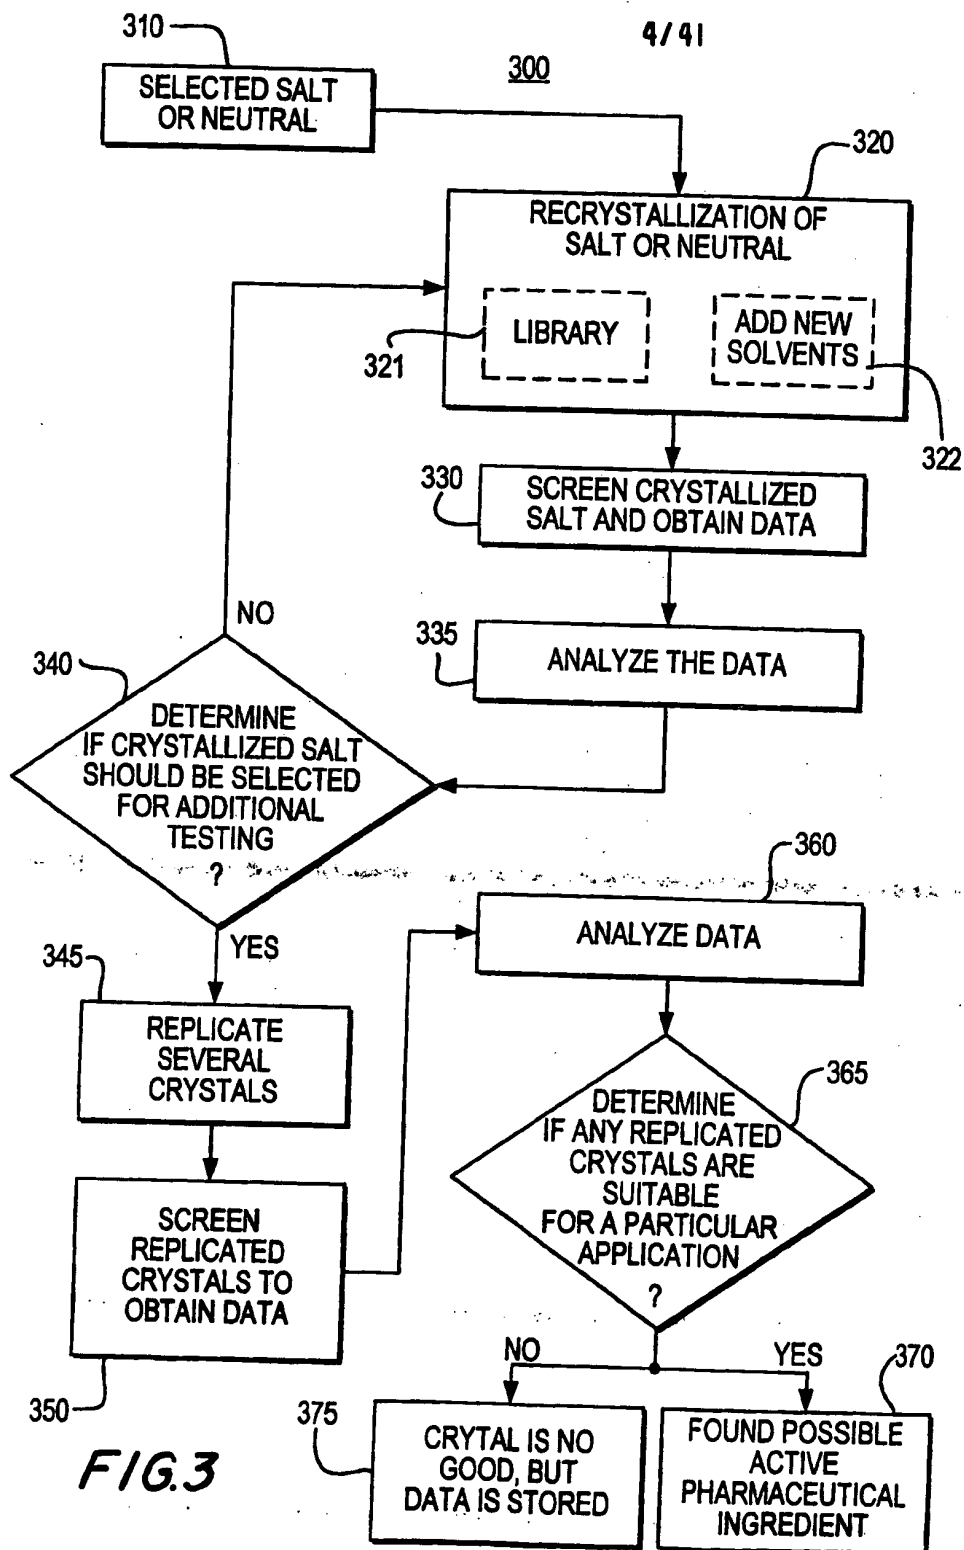 4/41
300
310
SELECTED SALT
OR NEUTRAL
320
RECRYSTALLIZATION OF
SALT OR NEUTRAL
LIBRARY
321
ADD NEW
SOLVENTS
322
330
SCREEN CRYSTALLIZED
SALT AND OBTAIN DATA
335
ANALYZE THE DATA
NO
340
DETERMINE
IF CRYSTALLIZED SALT
SHOULD BE SELECTED
FOR ADDITIONAL
TESTING
?
YES
345
REPLICATE
SEVERAL
CRYSTALS
SCREEN
REPLICATED
CRYSTALS TO
OBTAIN DATA
350
360
ANALYZE DATA
365
DETERMINE
IF ANY REPLICATED
CRYSTALS ARE
SUITABLE
FOR A PARTICULAR
APPLICATION
?
NO
YES
375
CRYTAL IS NO
GOOD, BUT
DATA IS STORED
370
FOUND POSSIBLE
ACTIVE
PHARMACEUTICAL
INGREDIENT
FIG.3